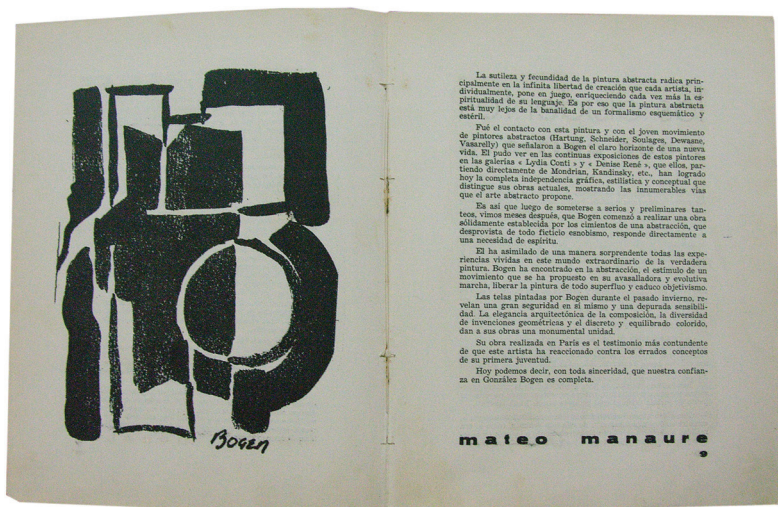 BOGEN
La sutileza y fecundidad de la pintura abstracta radica prin-
cipalmente en la infinita libertad de creación que cada artista, in-
dividualmente, pone en juego, enriqueciendo cada vez más la es-
piritualidad de su lenguaje. Es por eso que la pintura abstracta
está muy lejos de la banalidad de un formalismo esquemático y
estéril.
Fué el contacto con esta pintura y con el joven movimiento
de pintores abstractos (Hartung, Schneider, Soulages, Dewasne,
Vasarelly) que señalaron a Bogen el claro horizonte de una nueva
vida. El pudo ver en las continuas exposiciones de estos pintores
en las galerías « Lydia Conti » y « Denise René », que ellos, par-
tiendo directamente de Mondrian, Kandinsky, etc., han logrado
hoy la completa independencia gráfica, estilística y conceptual que
distingue sus obras actuales, mostrando las innumerables vías
que el arte abstracto propone.
Es así que luego de someterse a serios y preliminares tan-
teos, vimos meses después, que Bogen comenzó a realizar una obra
sólidamente establecida por los cimientos de una abstracción, que
desprovista de todo ficticio esnobismo, responde directamente a
una necesidad de espíritu.
El ha asimilado de una manera sorprendente todas las expe-
riencias vividas en este mundo extraordinario de la verdadera
pintura. Bogen ha encontrado en la abstracción, el estímulo de un
movimiento que se ha propuesto en su avasalladora y evolutiva
marcha, liberar la pintura de todo superfluo y caduco objetivismo.
Las telas pintadas por Bogen durante el pasado invierno, re-
velan una gran seguridad en sí mismo y una depurada sensibili-
dad. La elegancia arquitectónica de la composición, la diversidad
de invenciones geométricas y el discreto y equilibrado colorido,
dan a sus obras una monumental unidad.
Su obra realizada en París es el testimonio más contundente
de que este artista ha reaccionado contra los errados conceptos
de su primera juventud.
Hoy podemos decir, con toda sinceridad, que nuestra confian-
za en González Bogen es completa.
mateo manaure
9